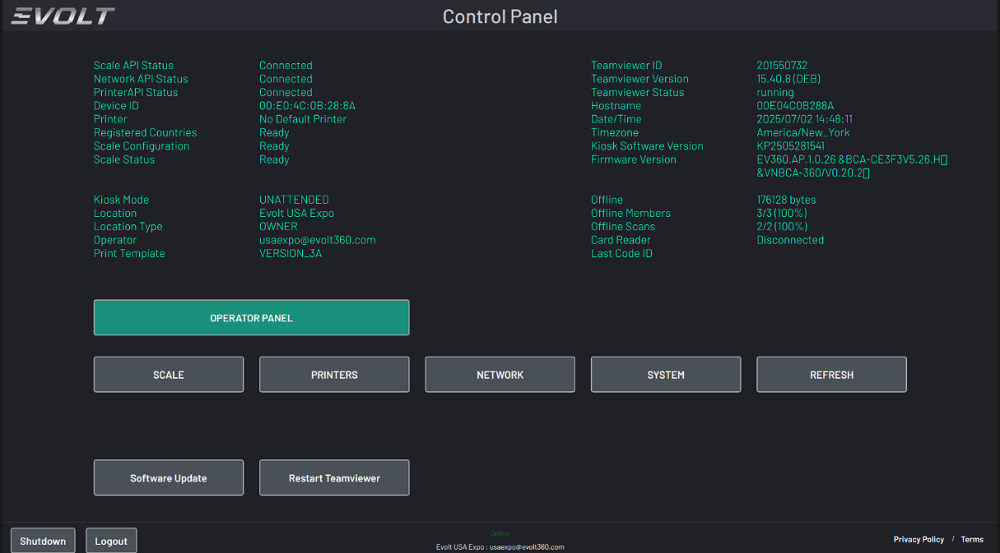 EVOLT
Control Panel
Scale API Status Connected
Network API Status Connected
PrinterAPI Status Connected
Device ID 00:E0:4C:0B:28:8A
Printer No Default Printer
Registered Countries Ready
Scale Configuration Ready
Scale Status Ready
Teamviewer ID 201550732
Teamviewer Version 15.40.8 (DEB)
Teamviewer Status running
Hostname 00E04C0B288A
Date/Time 2025/07/02 14:48:11
Timezone America/New_York
Kiosk Software Version KP2505281541
Firmware Version EV360.AP.1.0.26 &BCA-CE3F3V5.26.H▯
&VNBCA-360/V0.20.2▯
Kiosk Mode UNATTENDED
Location Evolt USA Expo
Location Type OWNER
Operator usaexpo@evolt360.com
Print Template VERSION_3A
Offline 176128 bytes
Offline Members 3/3 (100%)
Offline Scans 2/2 (100%)
Card Reader Disconnected
Last Code ID
OPERATOR PANEL
SCALE
PRINTERS
NETWORK
SYSTEM
REFRESH
Software Update
Restart Teamviewer
Shutdown
Logout
Online
Evolt USA Expo : usaexpo@evolt360.com
Privacy Policy / Terms